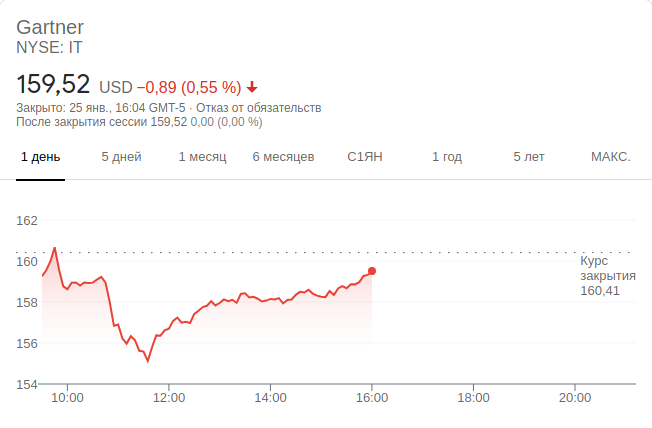 Gartner
NYSE: IT
159,52 USD −0,89 (0,55 %)
Закрыто: 25 янв., 16:04 GMT-5 · Отказ от обязательств
После закрытия сессии 159,52 0,00 (0,00 %)
1 день 5 дней 1 месяц 6 месяцев С1ЯН 1 год 5 лет МАКС.
162
160
158
156
154
Курс
закрытия
160,41
10:00 12:00 14:00 16:00 18:00 20:00